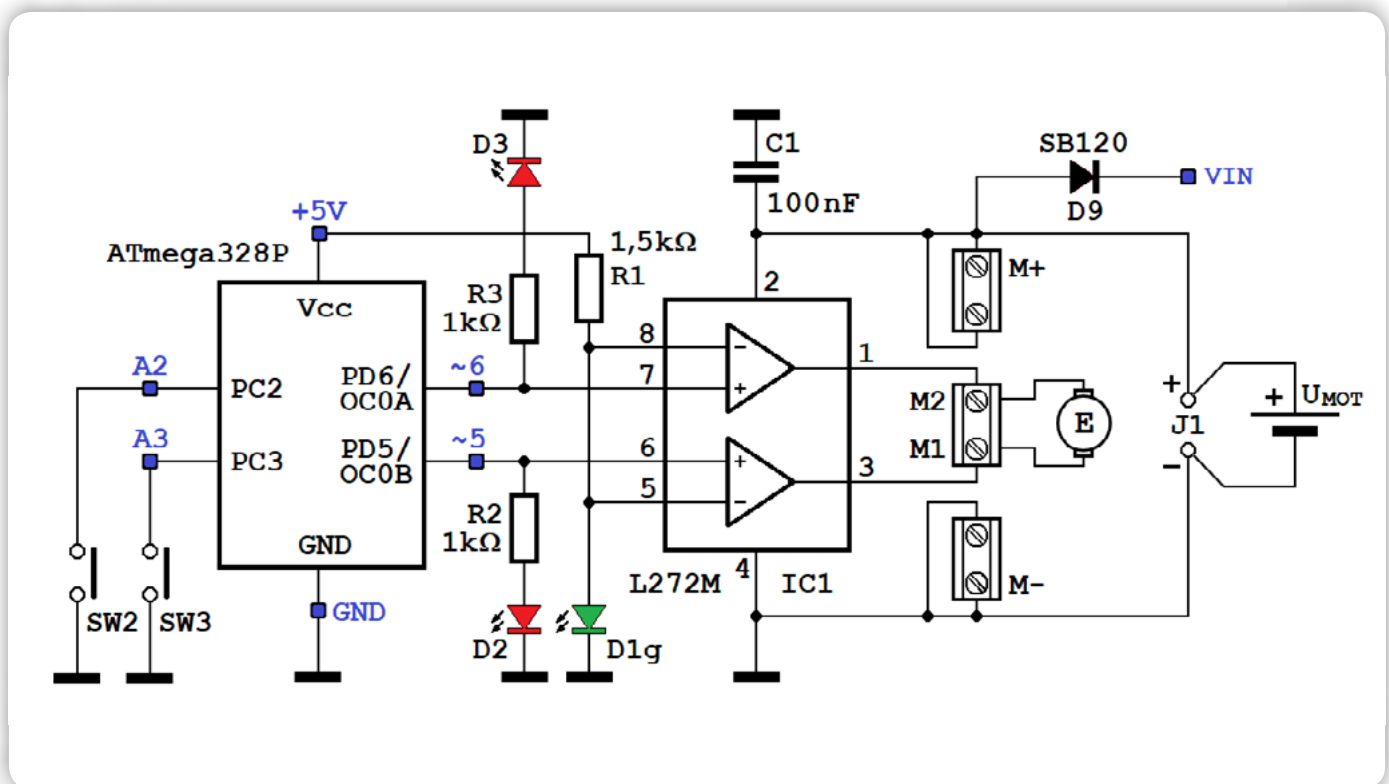 D3
C1
SB120
VIN
100nF
D9
+5V
ATmega328P
1,5kΩ
R1
M+
Vcc
R3
1kΩ
2
8
−
1
A2
~6
7
+
PC2
PD6/
OC0A
M2
E
+
+
UMOT
J1
A3
~5
6
+
M1
PC3
PD5/
OC0B
5
−
3
−
R2
1kΩ
GND
L272M
4
IC1
M-
SW2
SW3
GND
D2
D1g